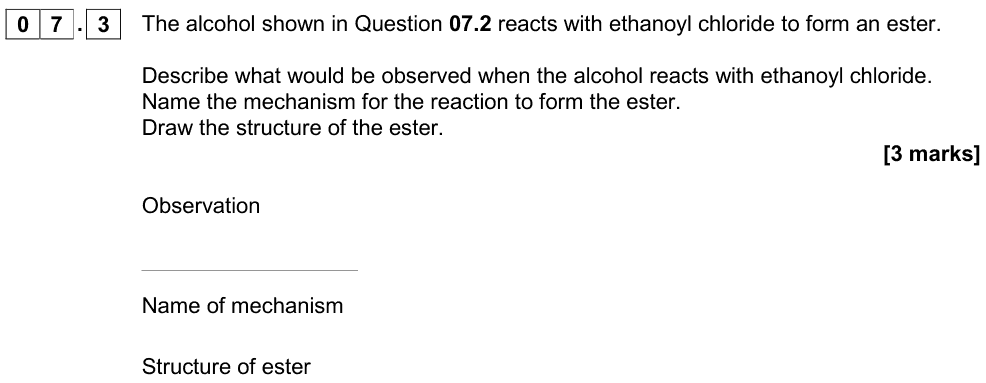 07.3 The alcohol shown in Question 07.2 reacts with ethanoyl chloride to form an ester.
Describe what would be observed when the alcohol reacts with ethanoyl chloride.
Name the mechanism for the reaction to form the ester.
Draw the structure of the ester.
[3 marks]
Observation
Name of mechanism
Structure of ester